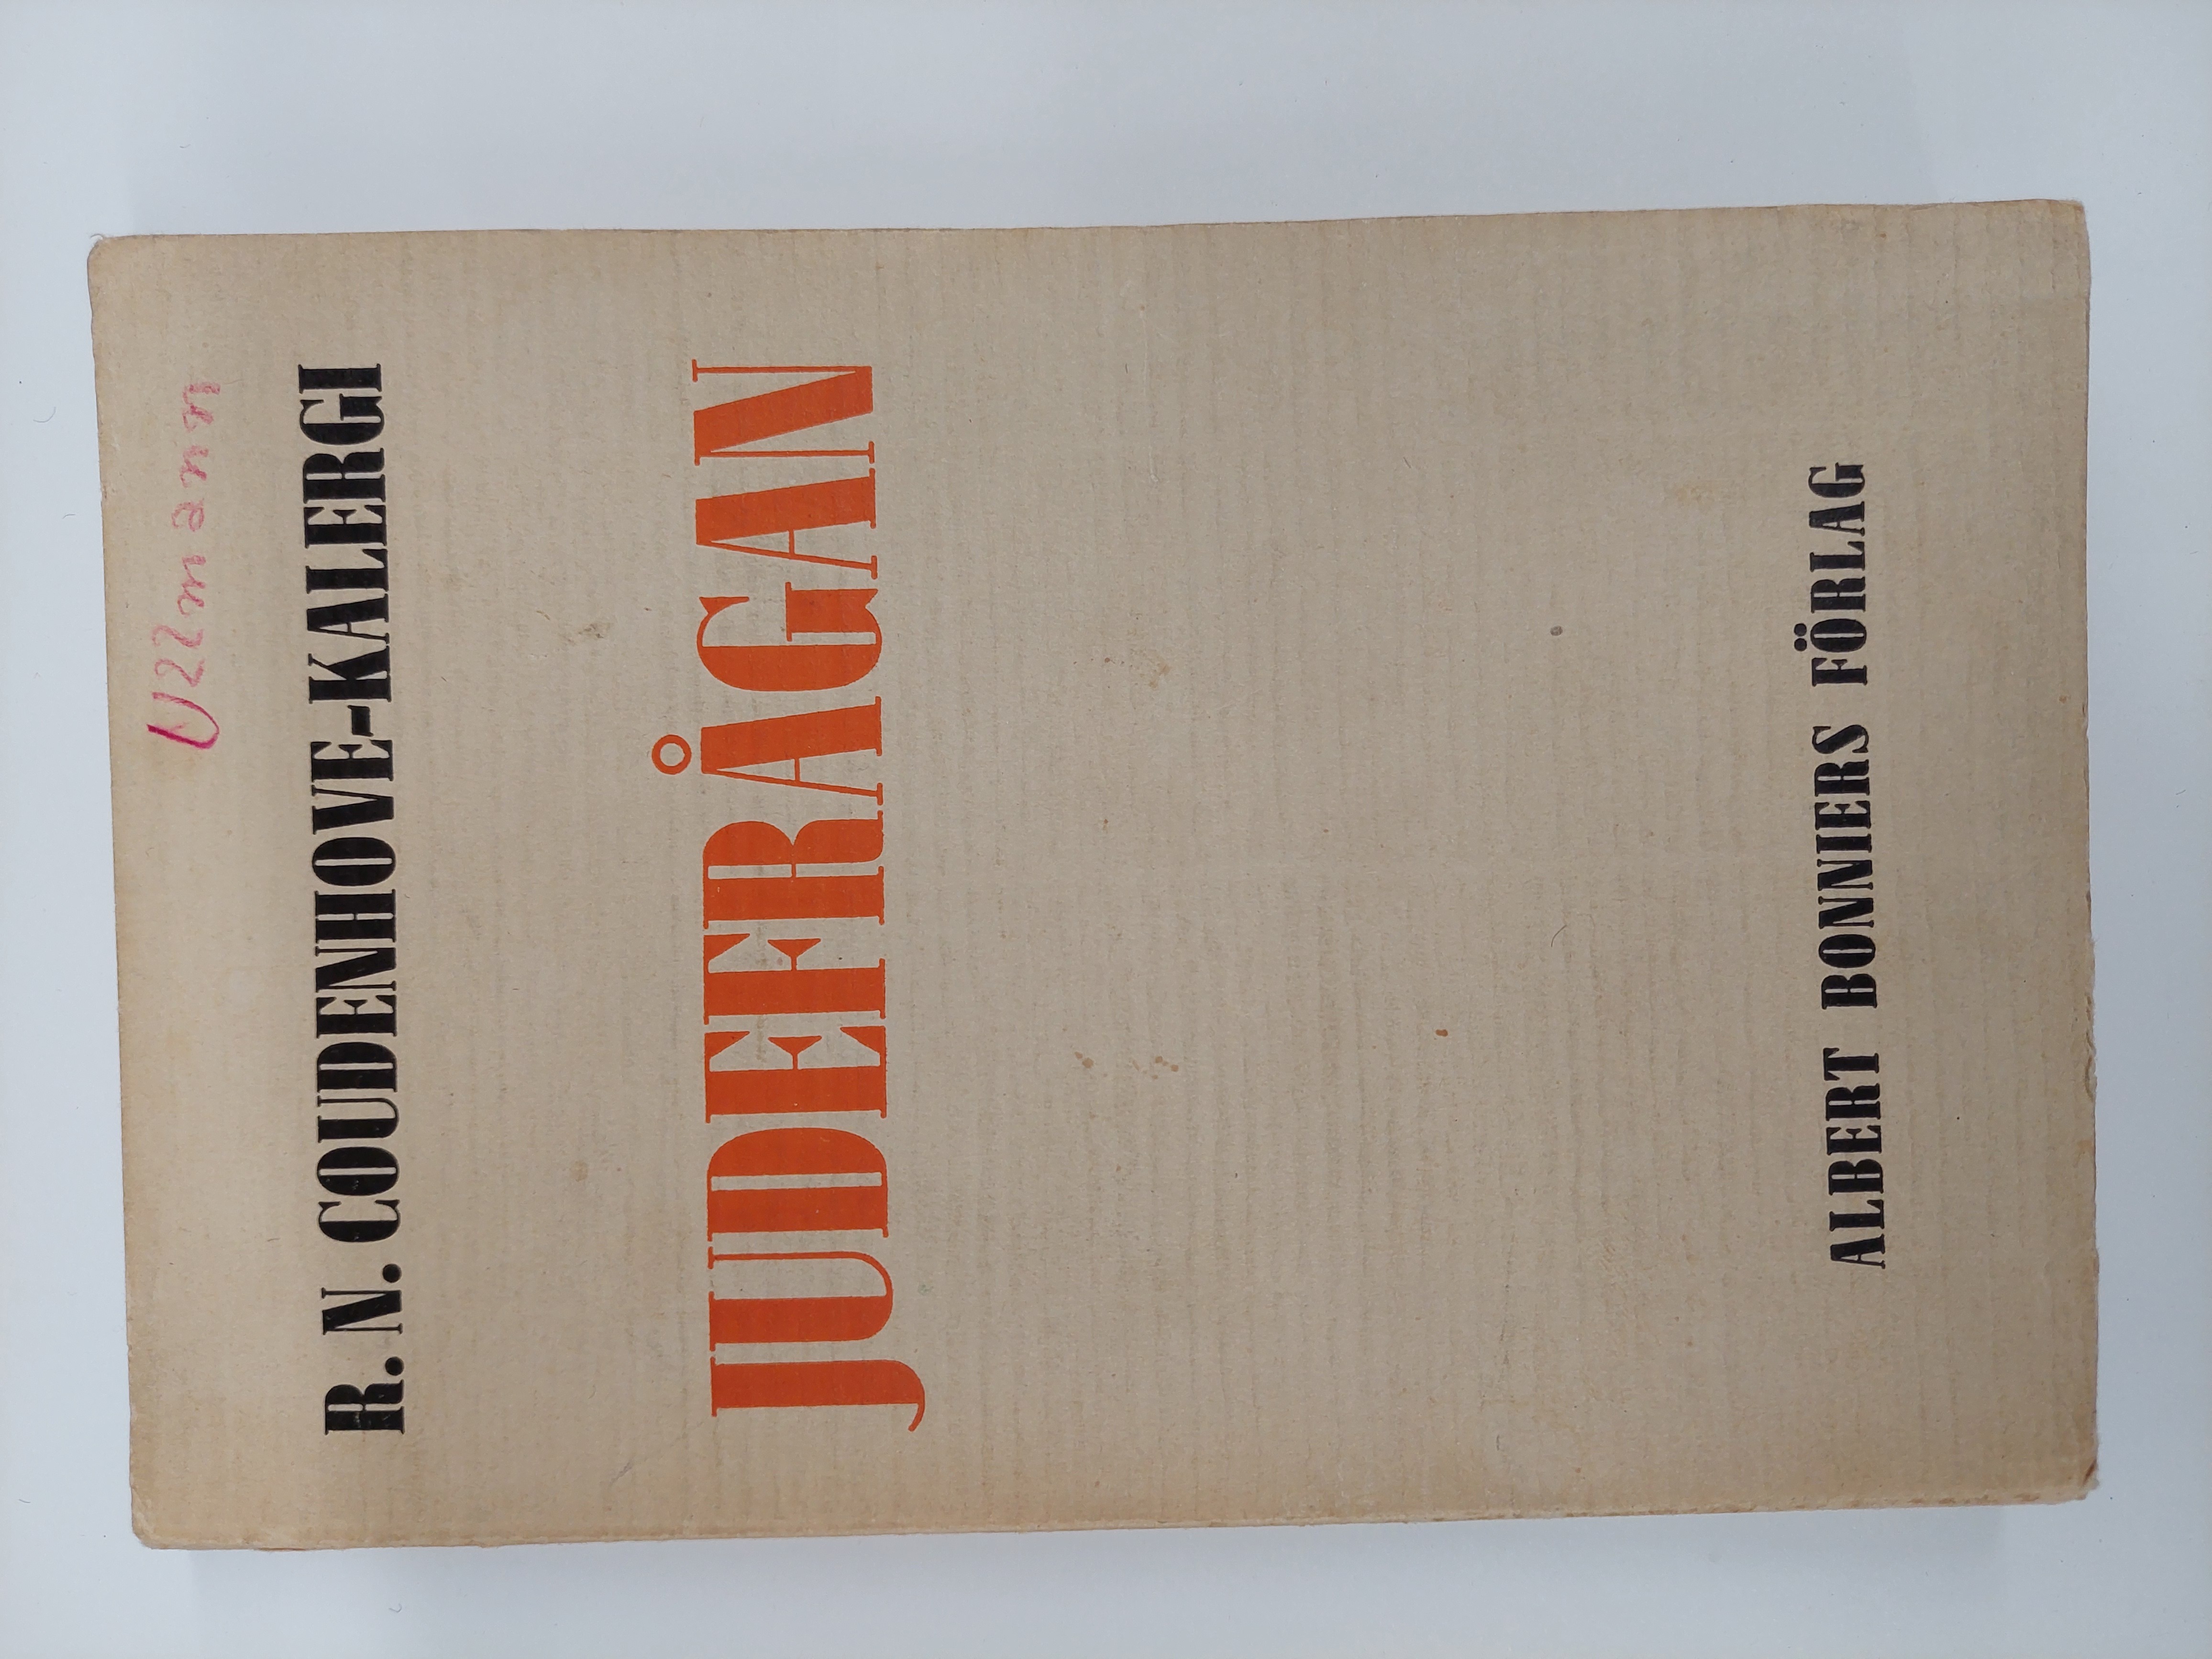 Ullmann
R. N. COUDENHOVE-KALERGI
JUDEFRÅGAN
ALBERT BONNIERS FÖRLAG